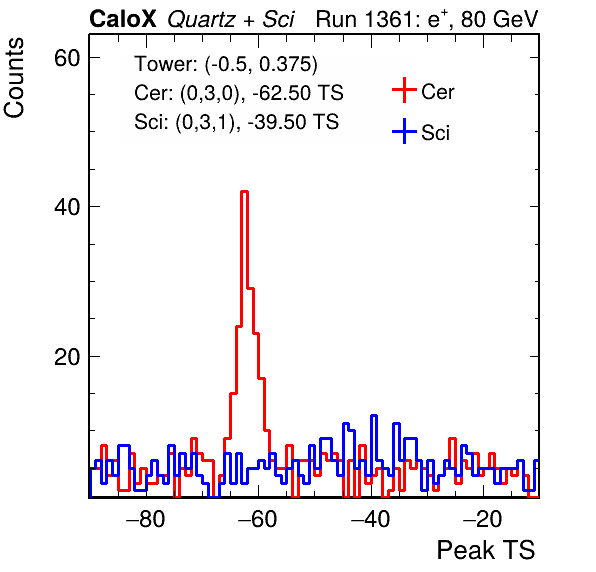 CaloX Quartz + Sci Run 1361: e⁺, 80 GeV
Counts
60
40
20
Tower: (-0.5, 0.375)
Cer: (0,3,0), -62.50 TS
Sci: (0,3,1), -39.50 TS
Cer
Sci
−80 −60 −40 −20
Peak TS